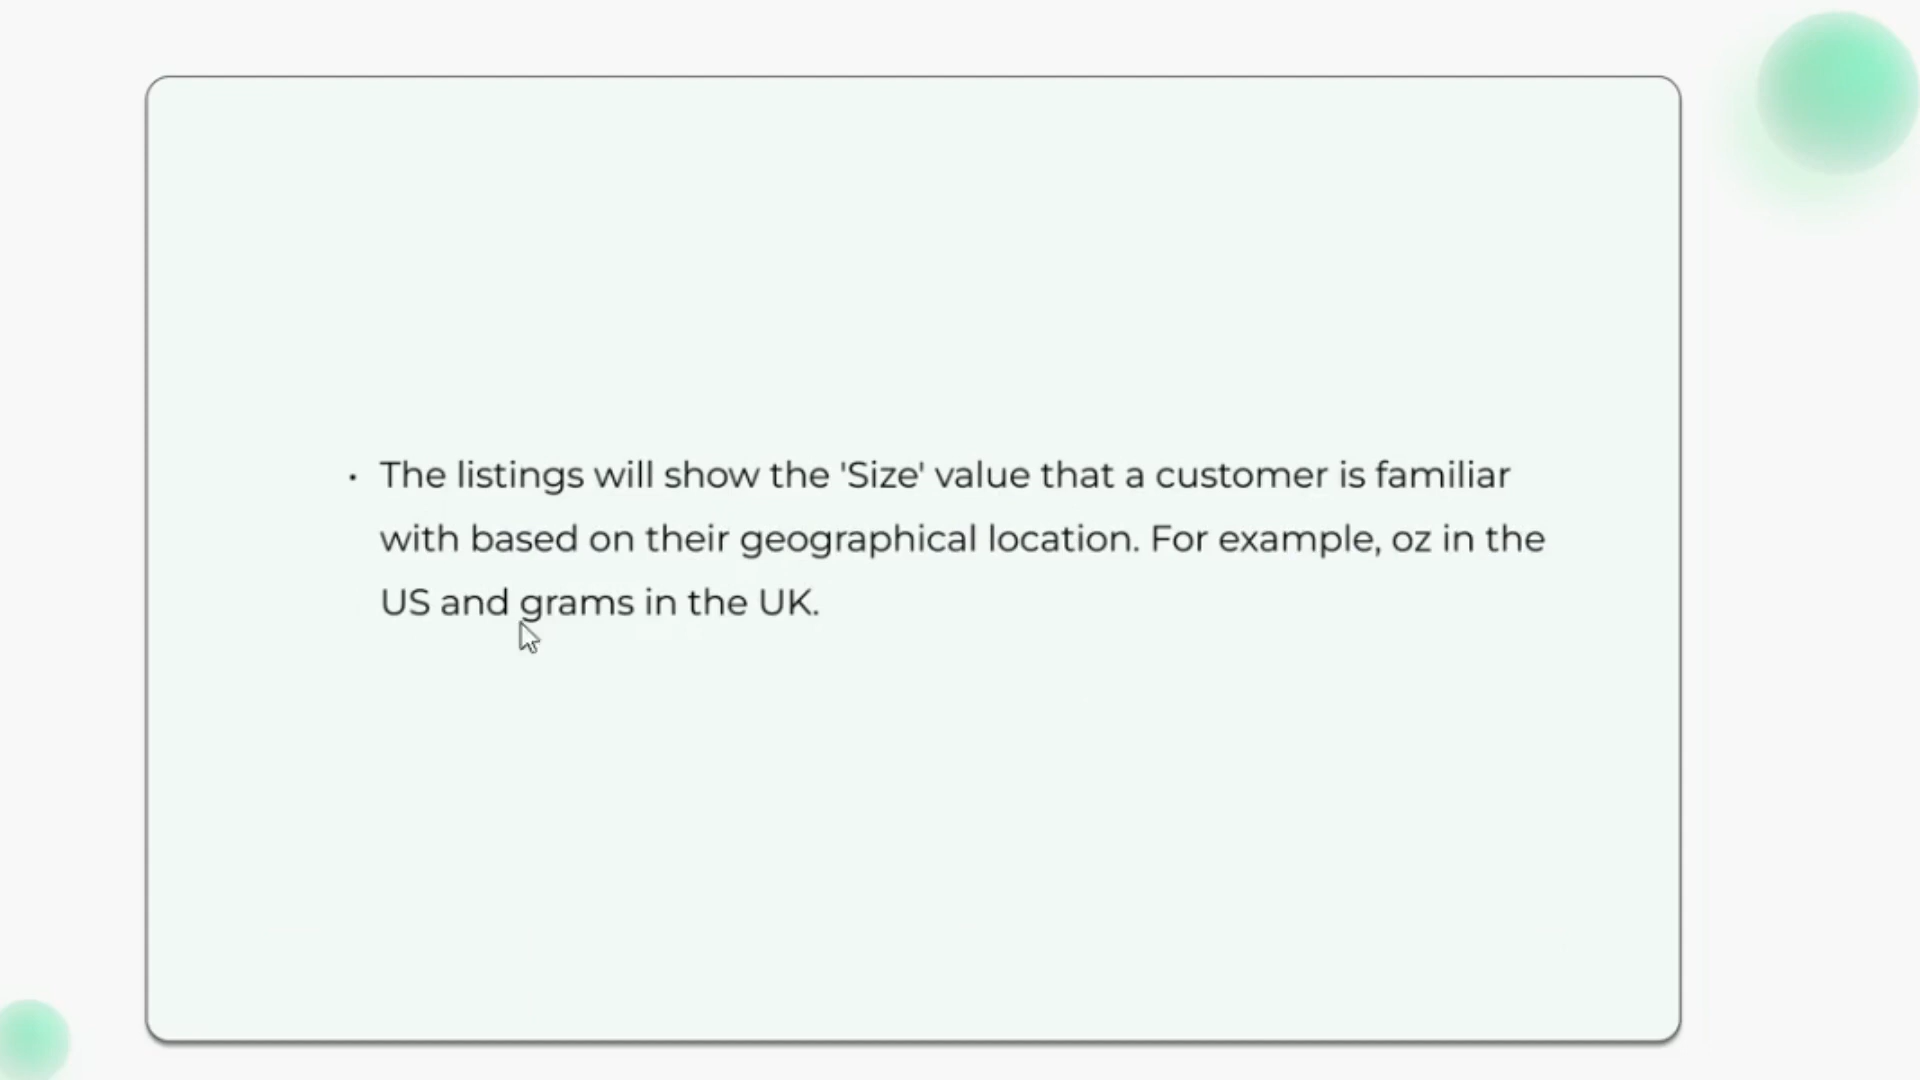 • The listings will show the 'Size' value that a customer is familiar
with based on their geographical location. For example, oz in the
US and grams in the UK.